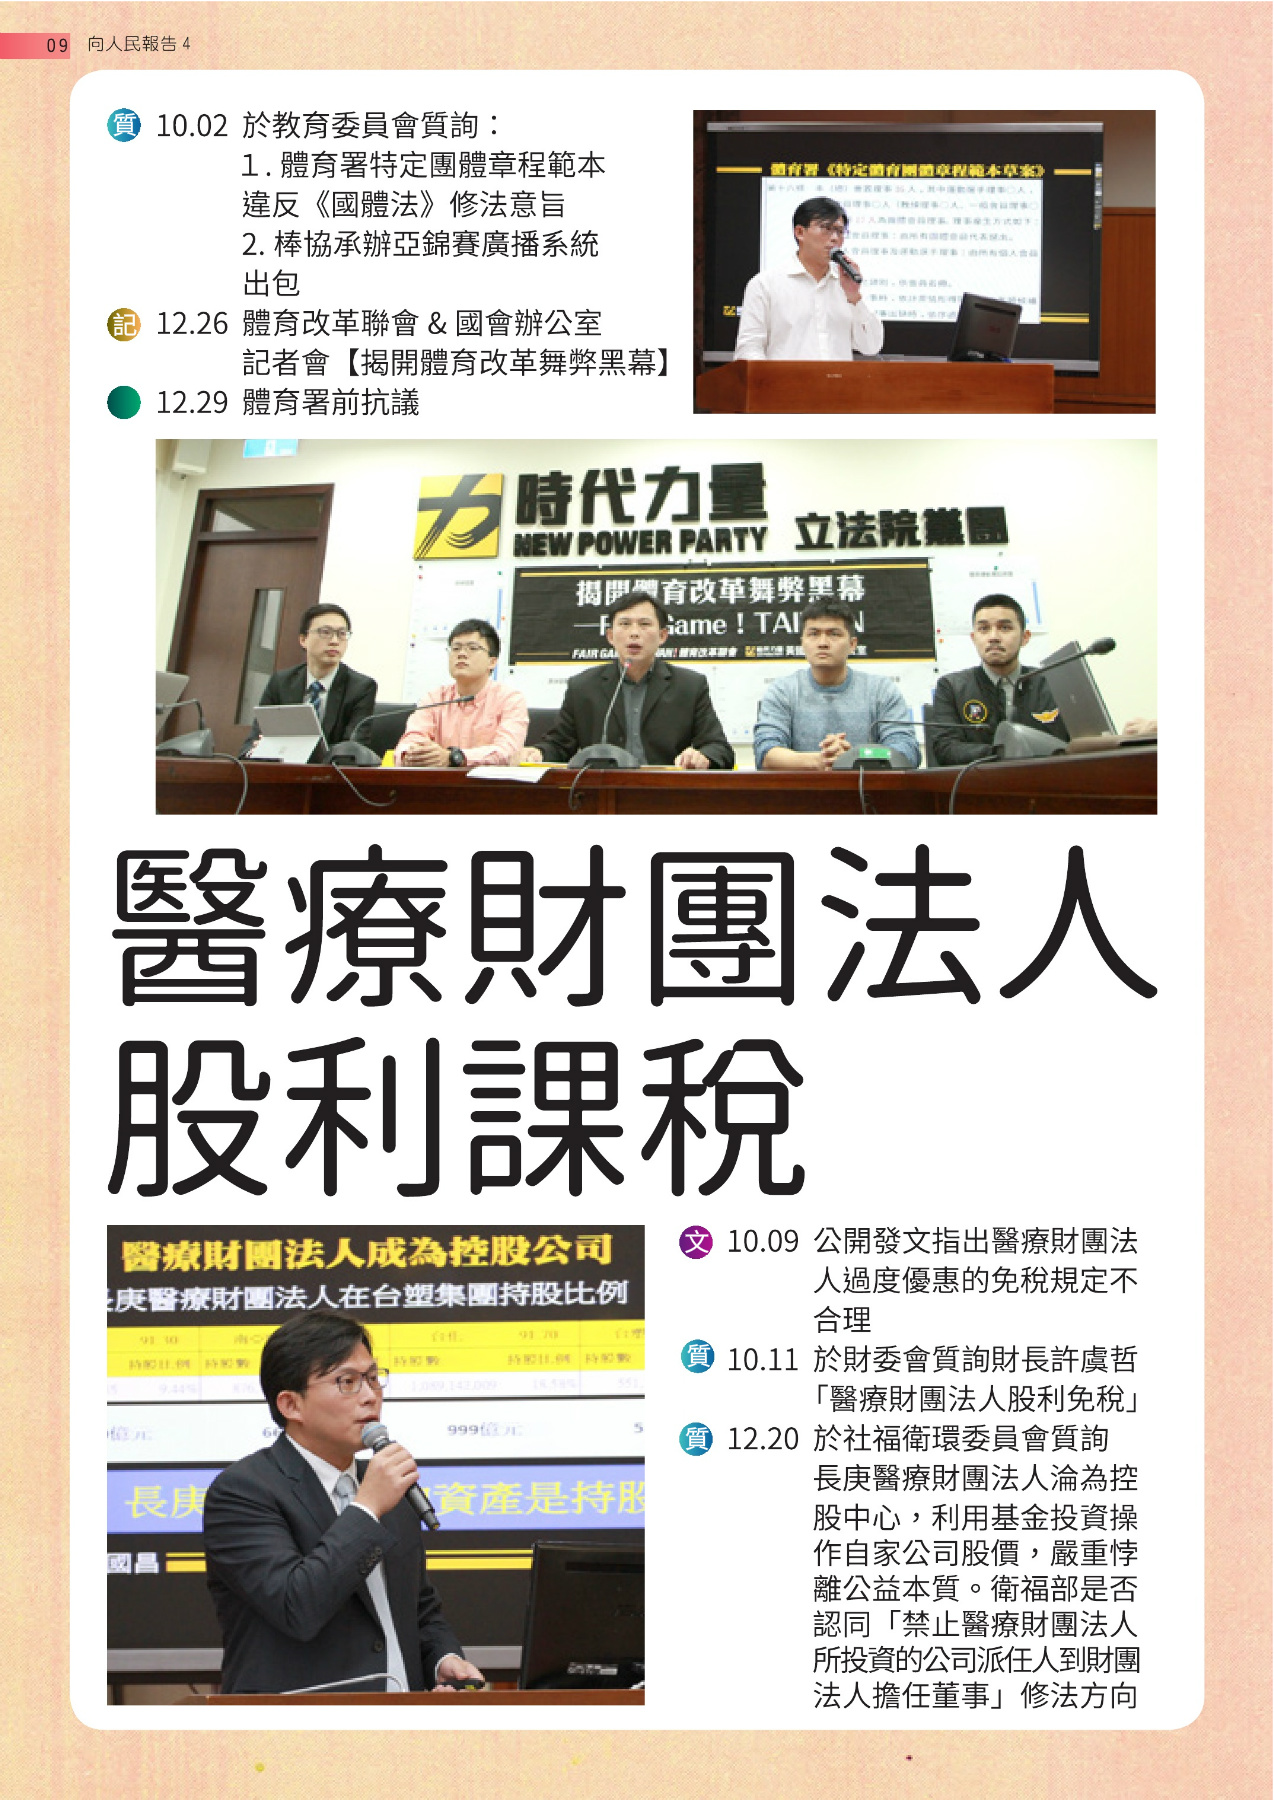 09 向人民報告 4
質 10.02 於教育委員會質詢：
1. 體育署特定團體章程範本
違反《國體法》修法意旨
2. 棒協承辦亞錦賽廣播系統
出包
記 12.26 體育改革聯會 & 國會辦公室
記者會【揭開體育改革舞弊黑幕】
12.29 體育署前抗議
體育署《特定體育團體章程範本草案》
力 時代力量
NEW POWER PARTY 立法院黨團
揭開體育改革舞弊黑幕
醫療財團法人
股利課稅
醫療財團法人成為控股公司
長庚醫療財團法人在台塑集團持股比例
999億元
長庚
資產是持股
國昌
文 10.09 公開發文指出醫療財團法
人過度優惠的免稅規定不
合理
質 10.11 於財委會質詢財長許虞哲
「醫療財團法人股利免稅」
質 12.20 於社福衛環委員會質詢
長庚醫療財團法人淪為控
股中心，利用基金投資操
作自家公司股價，嚴重悖
離公益本質。衛福部是否
認同「禁止醫療財團法人
所投資的公司派任人到財團
法人擔任董事」修法方向